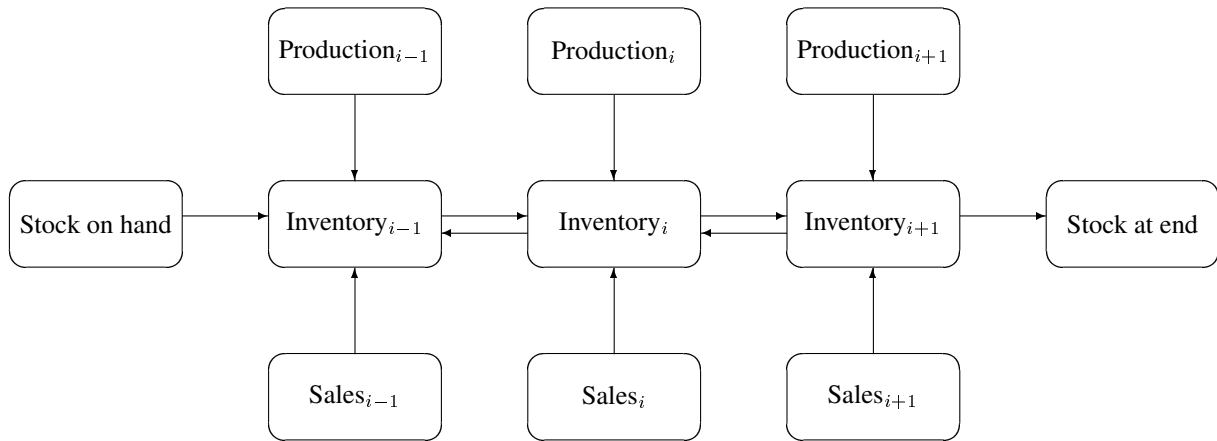 Production_{i−1}
Production_i
Production_{i+1}
Stock on hand
Inventory_{i−1}
Inventory_i
Inventory_{i+1}
Stock at end
Sales_{i−1}
Sales_i
Sales_{i+1}